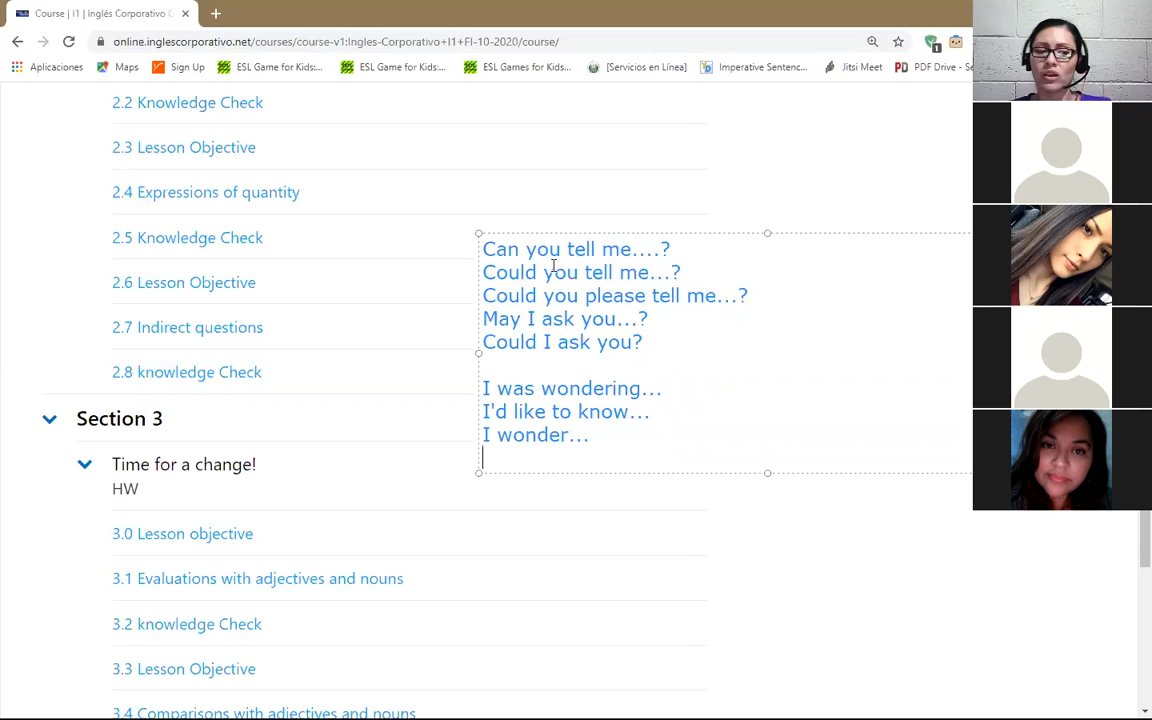 Course | I1 | Inglés Corporativo
online.inglescorporativo.net/courses/course-v1:Ingles-Corporativo+I1+FI-10-2020/course/
Aplicaciones
Maps
Sign Up
ESL Game for Kids:...
ESL Game for Kids:...
ESL Games for Kids:...
[Servicios en Línea]
Imperative Sentenc...
Jitsi Meet
PDF Drive - Se
2.2 Knowledge Check
2.3 Lesson Objective
2.4 Expressions of quantity
2.5 Knowledge Check
2.6 Lesson Objective
2.7 Indirect questions
2.8 knowledge Check
Section 3
Time for a change!
HW
3.0 Lesson objective
3.1 Evaluations with adjectives and nouns
3.2 knowledge Check
3.3 Lesson Objective
3.4 Comparisons with adjectives and nouns
Can you tell me....?
Could you tell me...?
Could you please tell me...?
May I ask you...?
Could I ask you?
I was wondering...
I'd like to know...
I wonder...